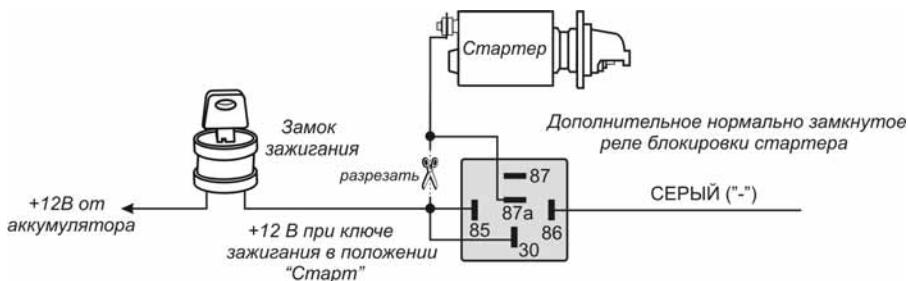 Стартер
Замок
зажигания
Дополнительное нормально замкнутое
реле блокировки стартера
разрезать
87
87a
85
86
30
СЕРЫЙ ("-")
+12В от
аккумулятора
+12 В при ключе
зажигания в положении
“Старт”